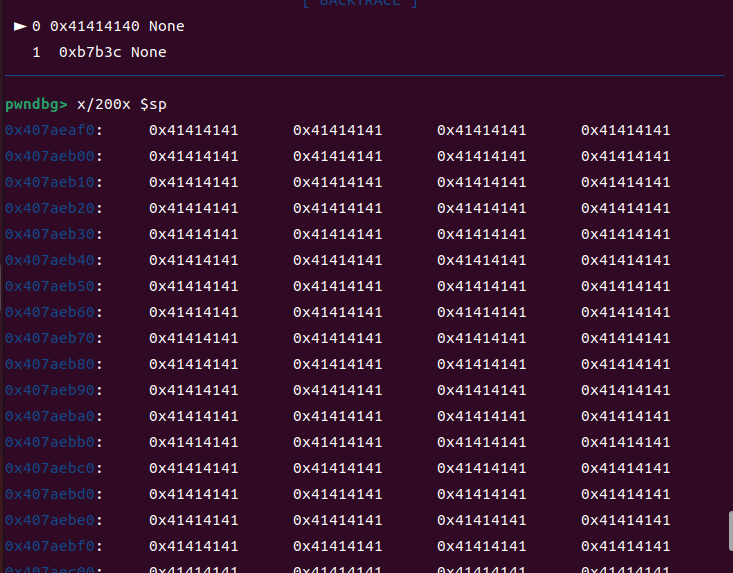 [ BACKTRACE ]
► 0 0x41414140 None
1 0xb7b3c None
pwndbg> x/200x $sp
0x407aeaf0: 0x41414141 0x41414141 0x41414141 0x41414141
0x407aeb00: 0x41414141 0x41414141 0x41414141 0x41414141
0x407aeb10: 0x41414141 0x41414141 0x41414141 0x41414141
0x407aeb20: 0x41414141 0x41414141 0x41414141 0x41414141
0x407aeb30: 0x41414141 0x41414141 0x41414141 0x41414141
0x407aeb40: 0x41414141 0x41414141 0x41414141 0x41414141
0x407aeb50: 0x41414141 0x41414141 0x41414141 0x41414141
0x407aeb60: 0x41414141 0x41414141 0x41414141 0x41414141
0x407aeb70: 0x41414141 0x41414141 0x41414141 0x41414141
0x407aeb80: 0x41414141 0x41414141 0x41414141 0x41414141
0x407aeb90: 0x41414141 0x41414141 0x41414141 0x41414141
0x407aeba0: 0x41414141 0x41414141 0x41414141 0x41414141
0x407aebb0: 0x41414141 0x41414141 0x41414141 0x41414141
0x407aebc0: 0x41414141 0x41414141 0x41414141 0x41414141
0x407aebd0: 0x41414141 0x41414141 0x41414141 0x41414141
0x407aebe0: 0x41414141 0x41414141 0x41414141 0x41414141
0x407aebf0: 0x41414141 0x41414141 0x41414141 0x41414141
0x407aec00: 0x41414141 0x41414141 0x41414141 0x41414141